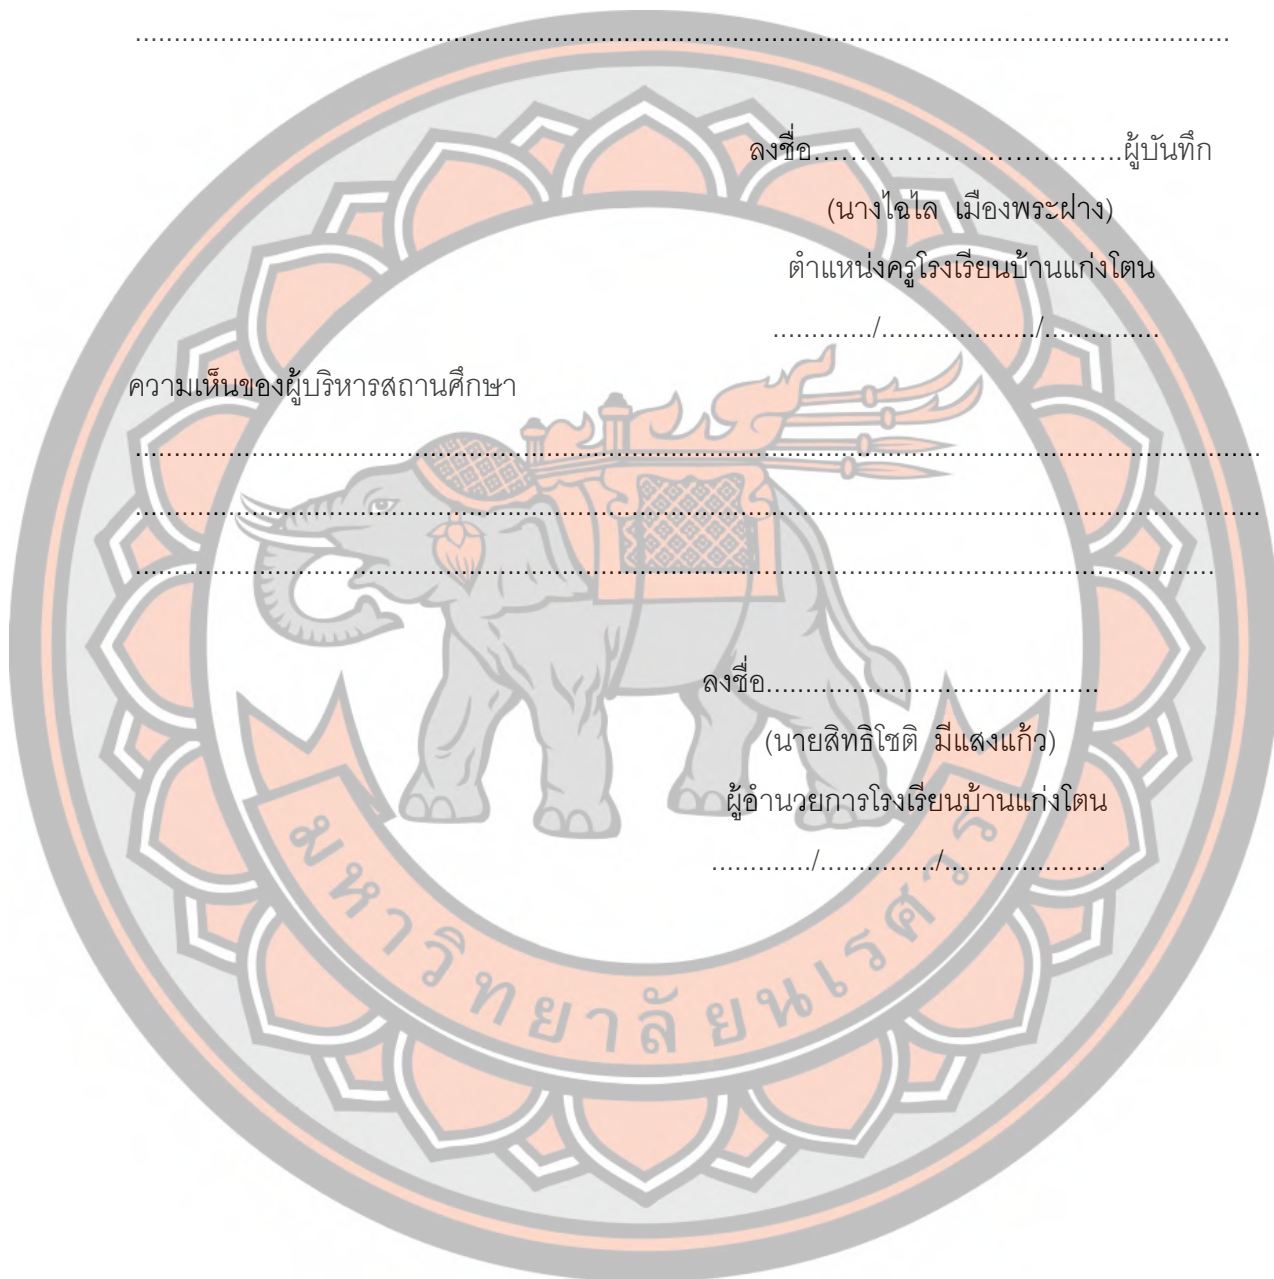 ................................................................................................................................................
ลงชื่อ.......................................ผู้บันทึก
(นางไฉไล เมืองพระฝาง)
ตำแหน่งครูโรงเรียนบ้านแก่งโตน
............./..................../...............
ความเห็นของผู้บริหารสถานศึกษา
....................................................................................................................................................
....................................................................................................................................................
..............................................................................................................................................
ลงชื่อ...........................................
(นายสิทธิโชติ มีแสงแก้ว)
ผู้อำนวยการโรงเรียนบ้านแก่งโตน
............./.............../.....................
มหาวิทยาลัยนเรศวร